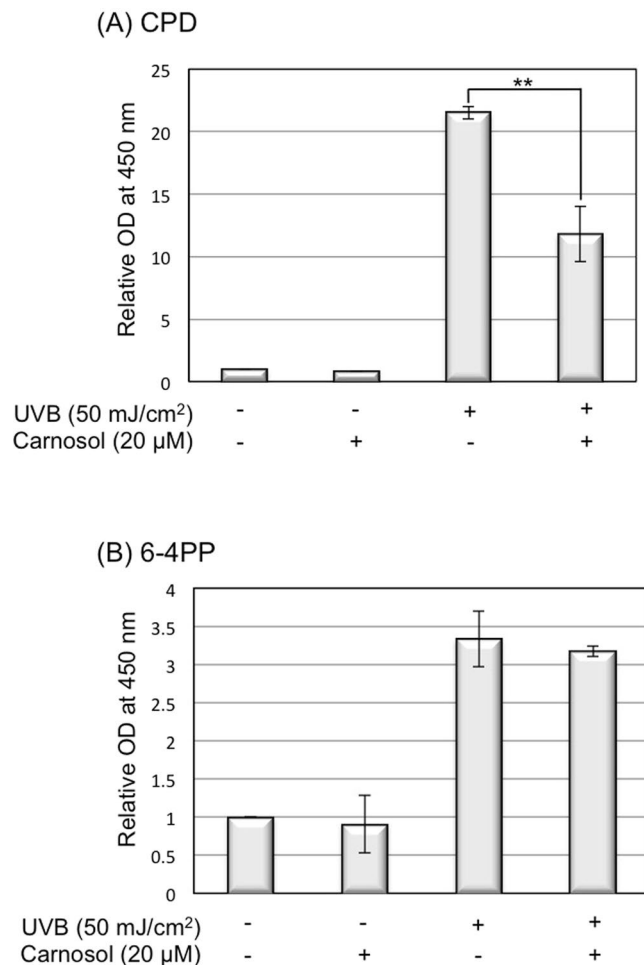 (A) CPD
Relative OD at 450 nm
25
20
15
10
5
0
**
UVB (50 mJ/cm²) - - + +
Carnosol (20 µM) - + - +
(B) 6-4PP
Relative OD at 450 nm
4
3.5
3
2.5
2
1.5
1
0.5
0
UVB (50 mJ/cm²) - - + +
Carnosol (20 µM) - + - +